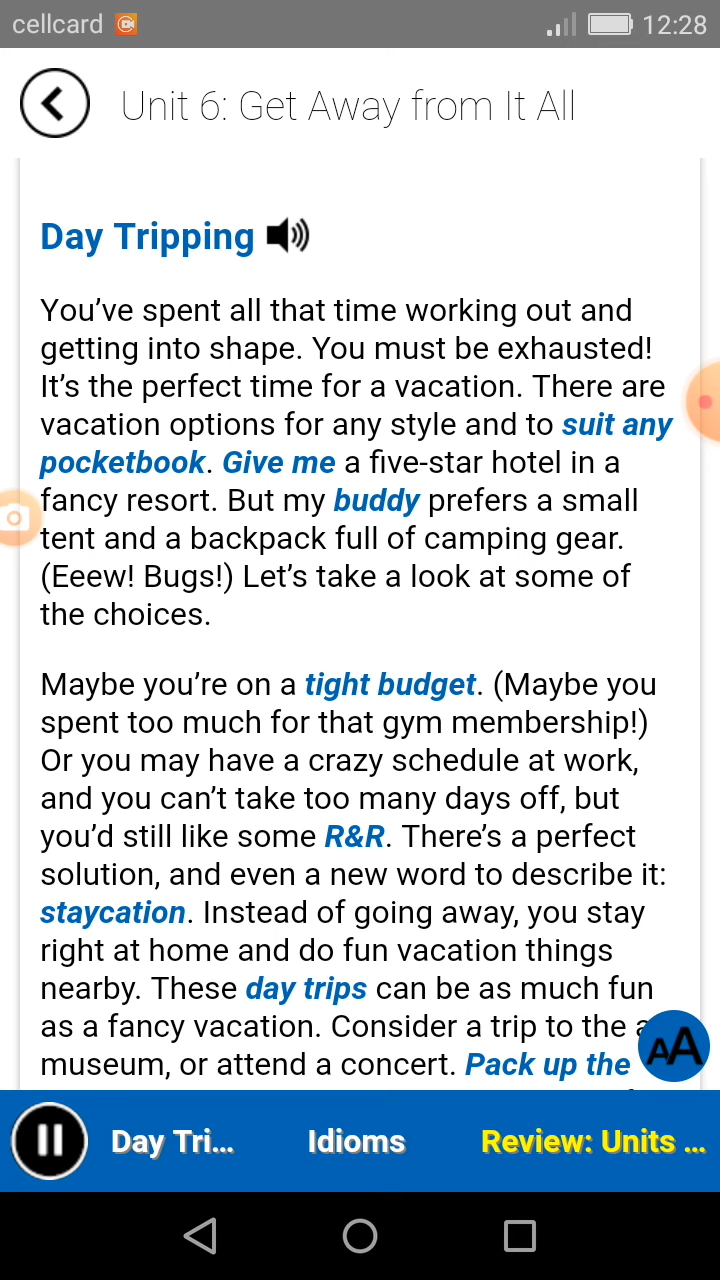 cellcard
12:28
Unit 6: Get Away from It All
Day Tripping
You've spent all that time working out and
getting into shape. You must be exhausted!
It's the perfect time for a vacation. There are
vacation options for any style and to suit any
pocketbook. Give me a five-star hotel in a
fancy resort. But my buddy prefers a small
tent and a backpack full of camping gear.
(Eeew! Bugs!) Let's take a look at some of
the choices.
Maybe you're on a tight budget. (Maybe you
spent too much for that gym membership!)
Or you may have a crazy schedule at work,
and you can't take too many days off, but
you'd still like some R&R. There's a perfect
solution, and even a new word to describe it:
staycation. Instead of going away, you stay
right at home and do fun vacation things
nearby. These day trips can be as much fun
as a fancy vacation. Consider a trip to the
museum, or attend a concert. Pack up the
AA
Day Tri...
Idioms
Review: Units ...